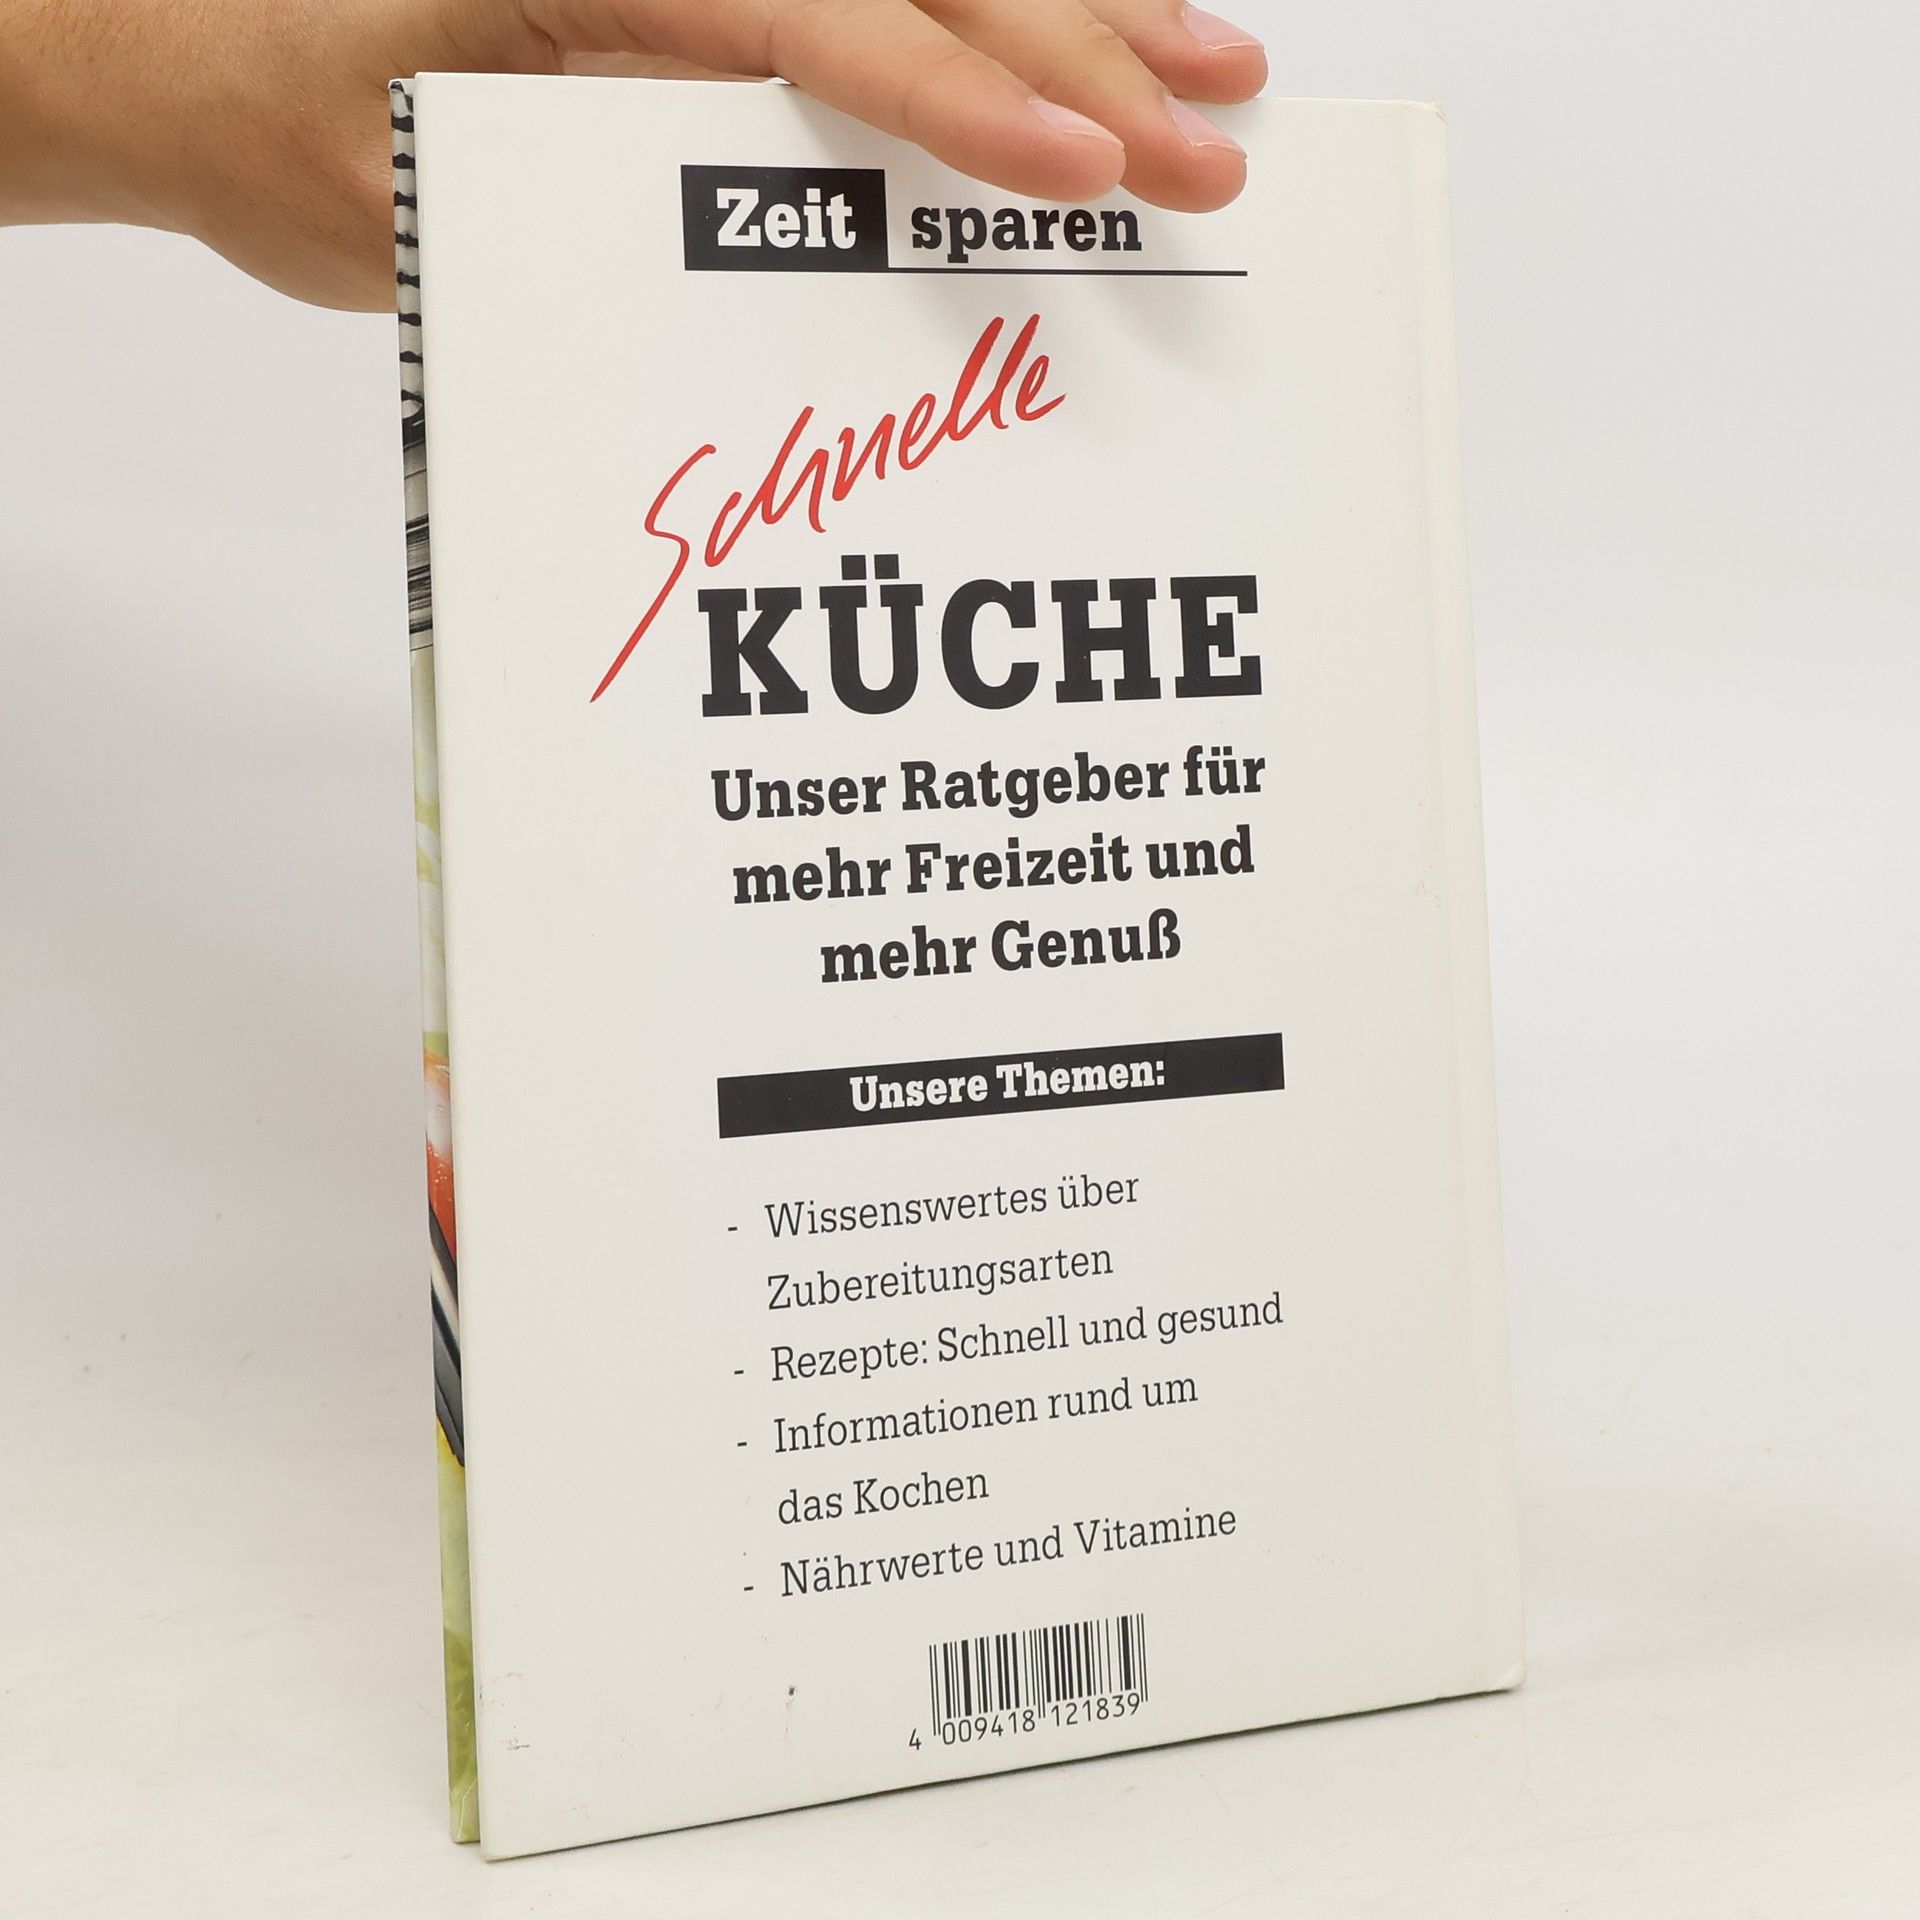 Zeit sparen
Schnelle
KÜCHE
Unser Ratgeber für
mehr Freizeit und
mehr Genuß
Unsere Themen:
- Wissenswertes über
Zubereitungsarten
- Rezepte: Schnell und gesund
- Informationen rund um
das Kochen
- Nährwerte und Vitamine
4 009418 121839